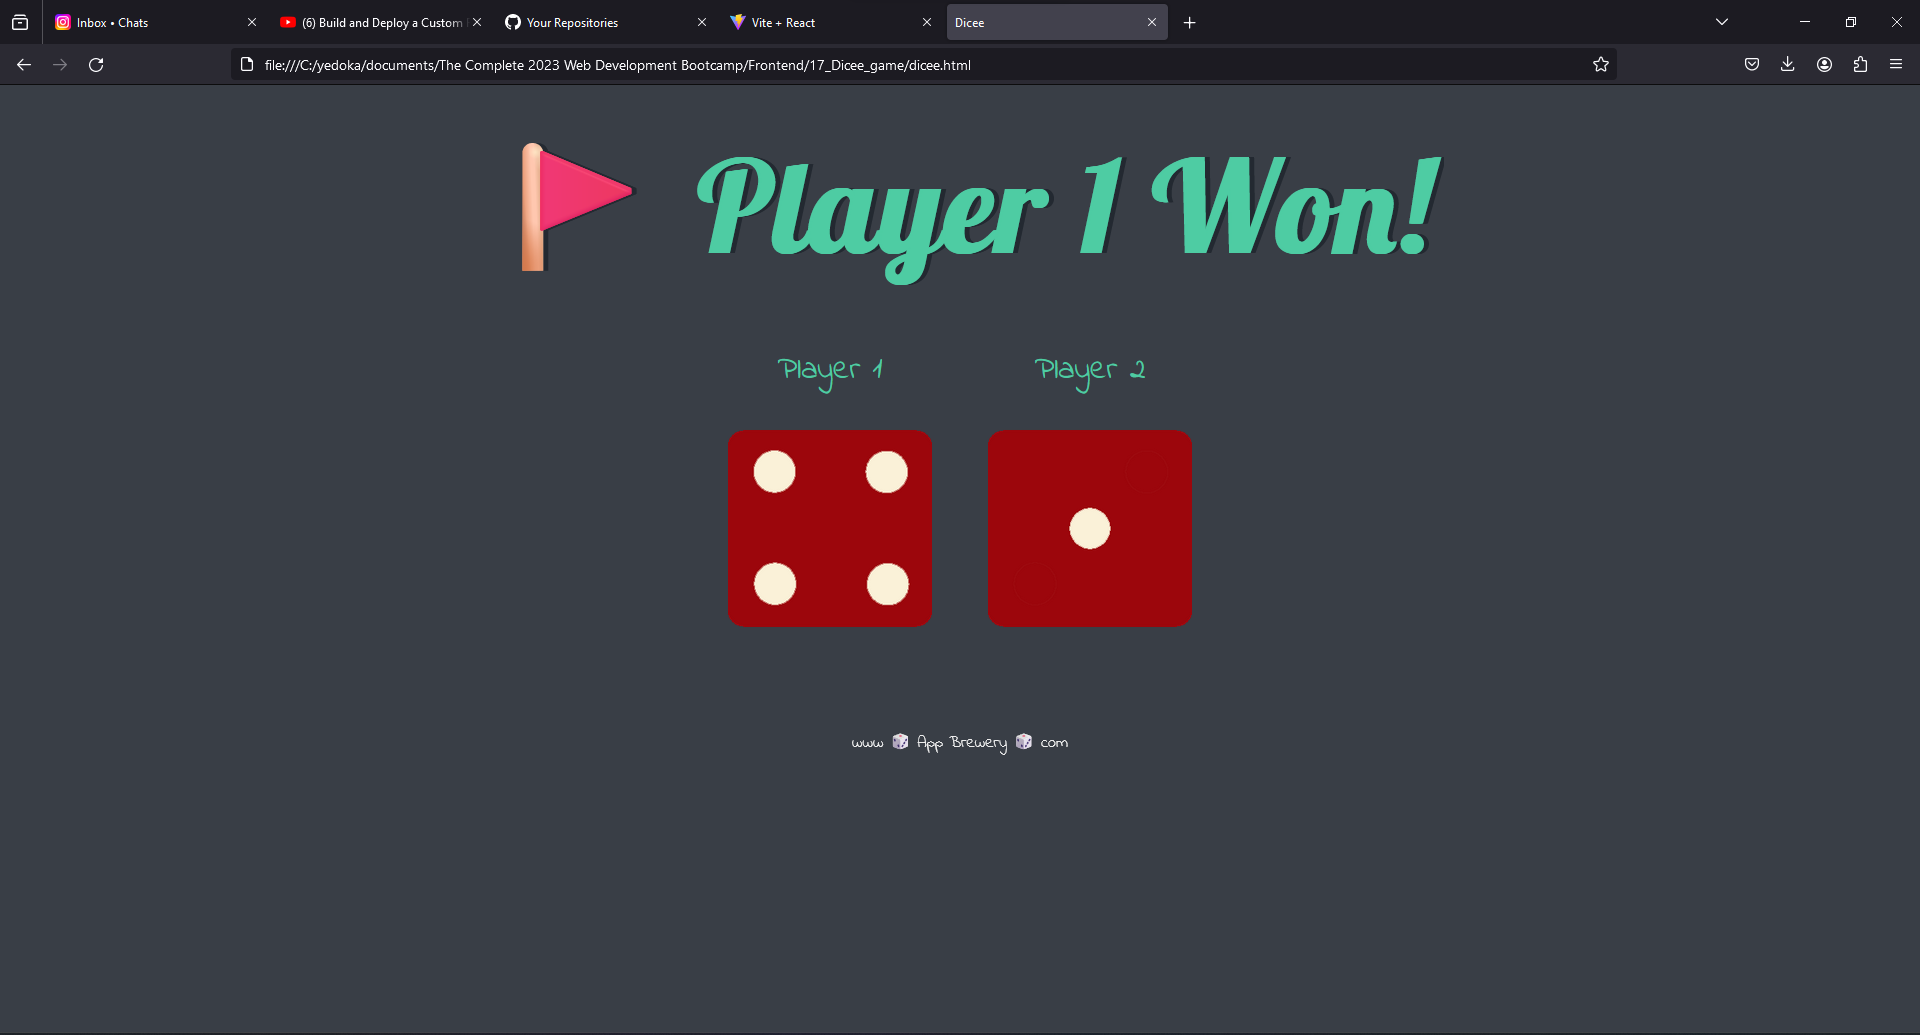 Inbox • Chats
(6) Build and Deploy a Custom
Your Repositories
Vite + React
Dicee
file:///C:/yedoka/documents/The Complete 2023 Web Development Bootcamp/Frontend/17_Dicee_game/dicee.html
🚩 Player 1 Won!
Player 1
Player 2
www 🎲 App Brewery 🎲 com